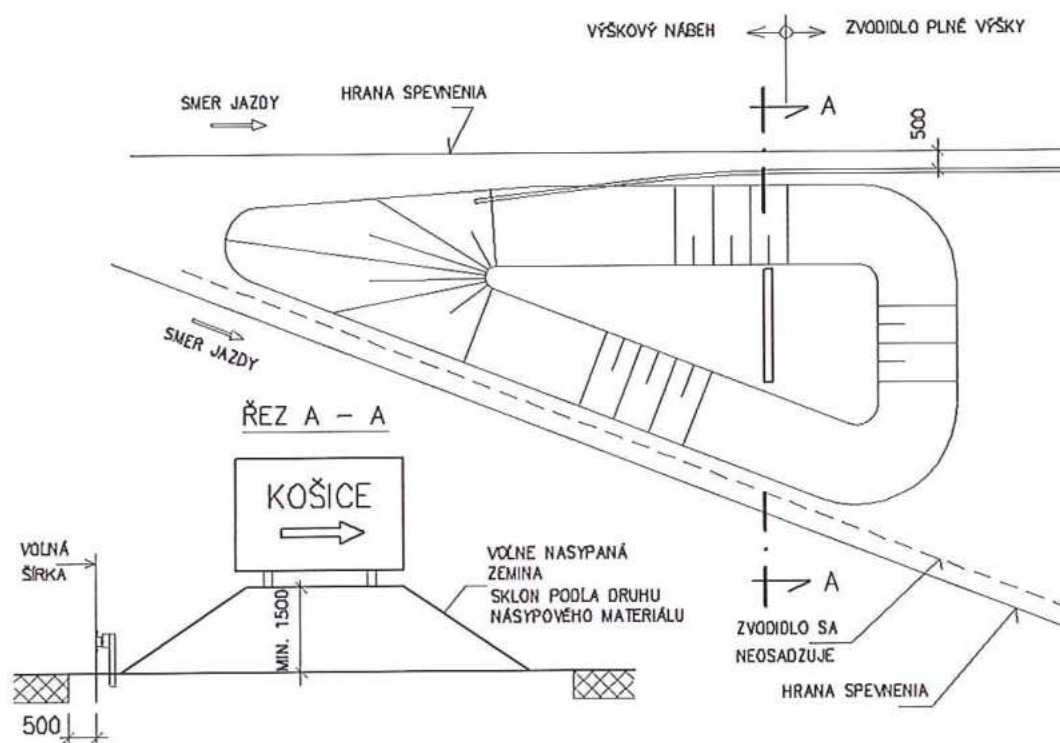 VÝŠKOVÝ NÁBEH
ZVODIDLO PLNÉ VÝŠKY
SMER JAZDY
HRANA SPEVNENIA
A
500
SMER JAZDY
ŘEZ A - A
KOŠICE
VOĽNÁ
ŠÍRKA
VOĽNE NASYPANÁ
ZEMINA
SKLON PODĽA DRUHU
NÁSYPOVÉHO MATERIÁLU
MIN. 1500
A
ZVODIDLO SA
NEOSADZUJE
HRANA SPEVNENIA
500